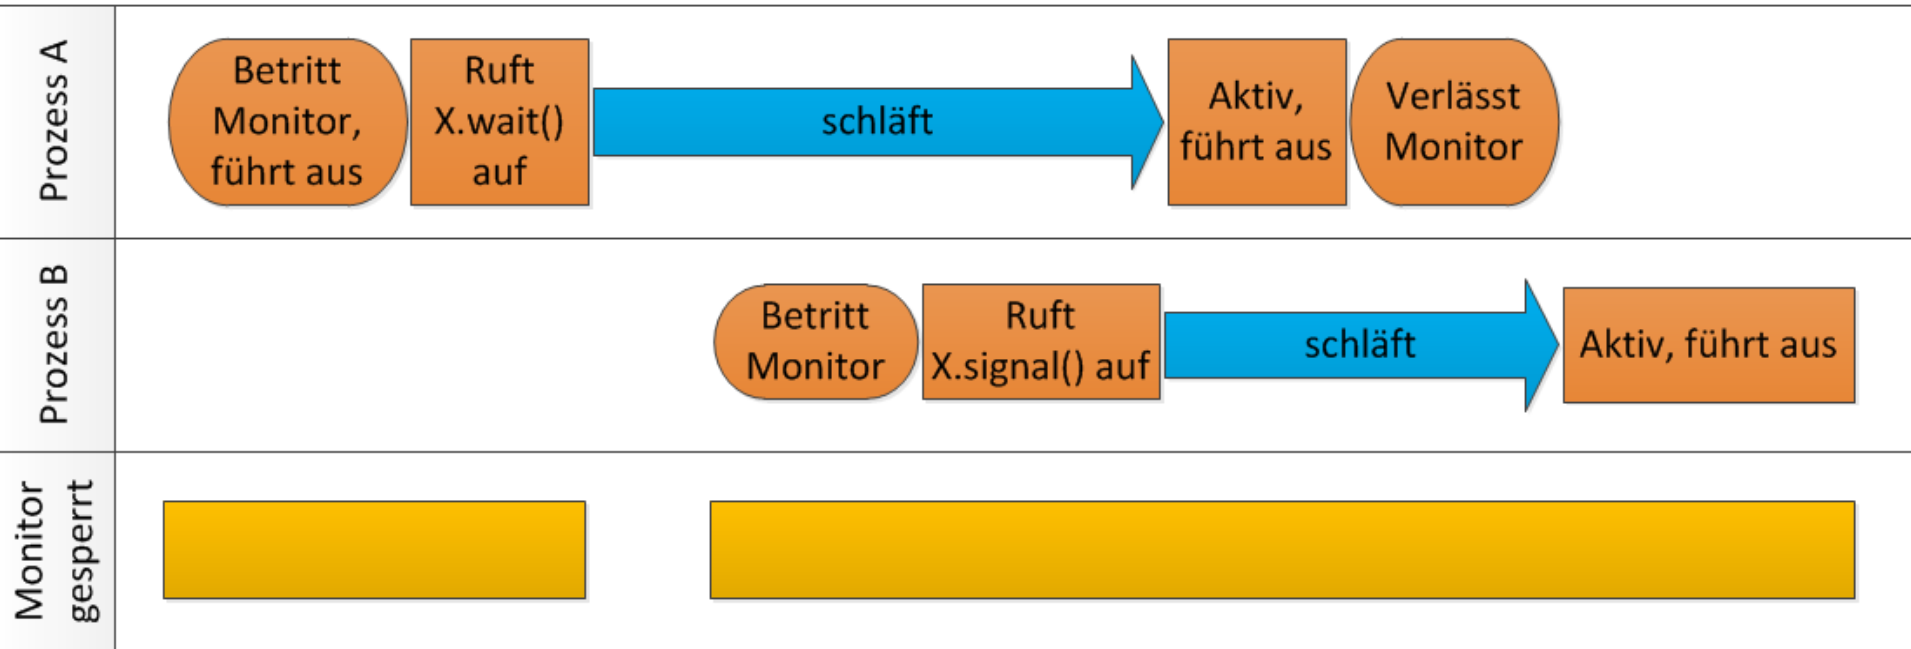 Prozess A
Betritt
Monitor,
führt aus
Ruft
X.wait()
auf
schläft
Aktiv,
führt aus
Verlässt
Monitor
Prozess B
Betritt
Monitor
Ruft
X.signal() auf
schläft
Aktiv, führt aus
Monitor
gesperrt